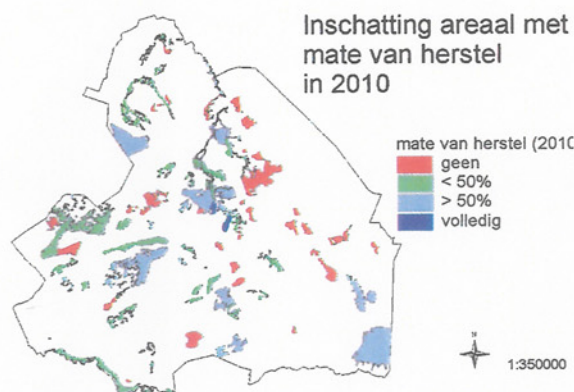 Inschatting areaal met
mate van herstel
in 2010
mate van herstel (2010
geen
< 50%
> 50%
volledig
N
1:350000